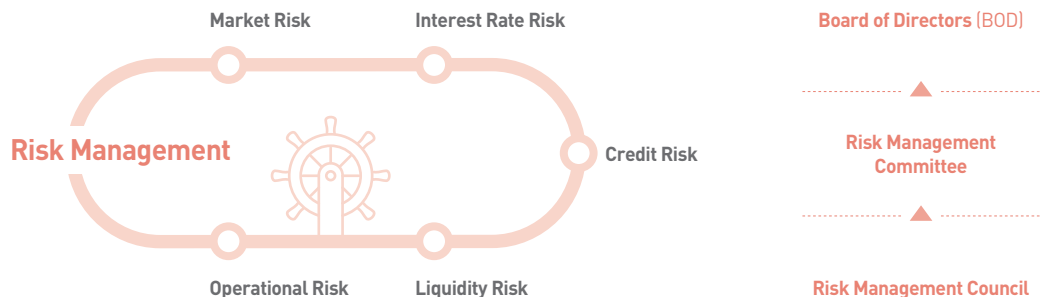 Market Risk
Interest Rate Risk
Risk Management
Credit Risk
Operational Risk
Liquidity Risk
Board of Directors (BOD)
Risk Management
Committee
Risk Management Council